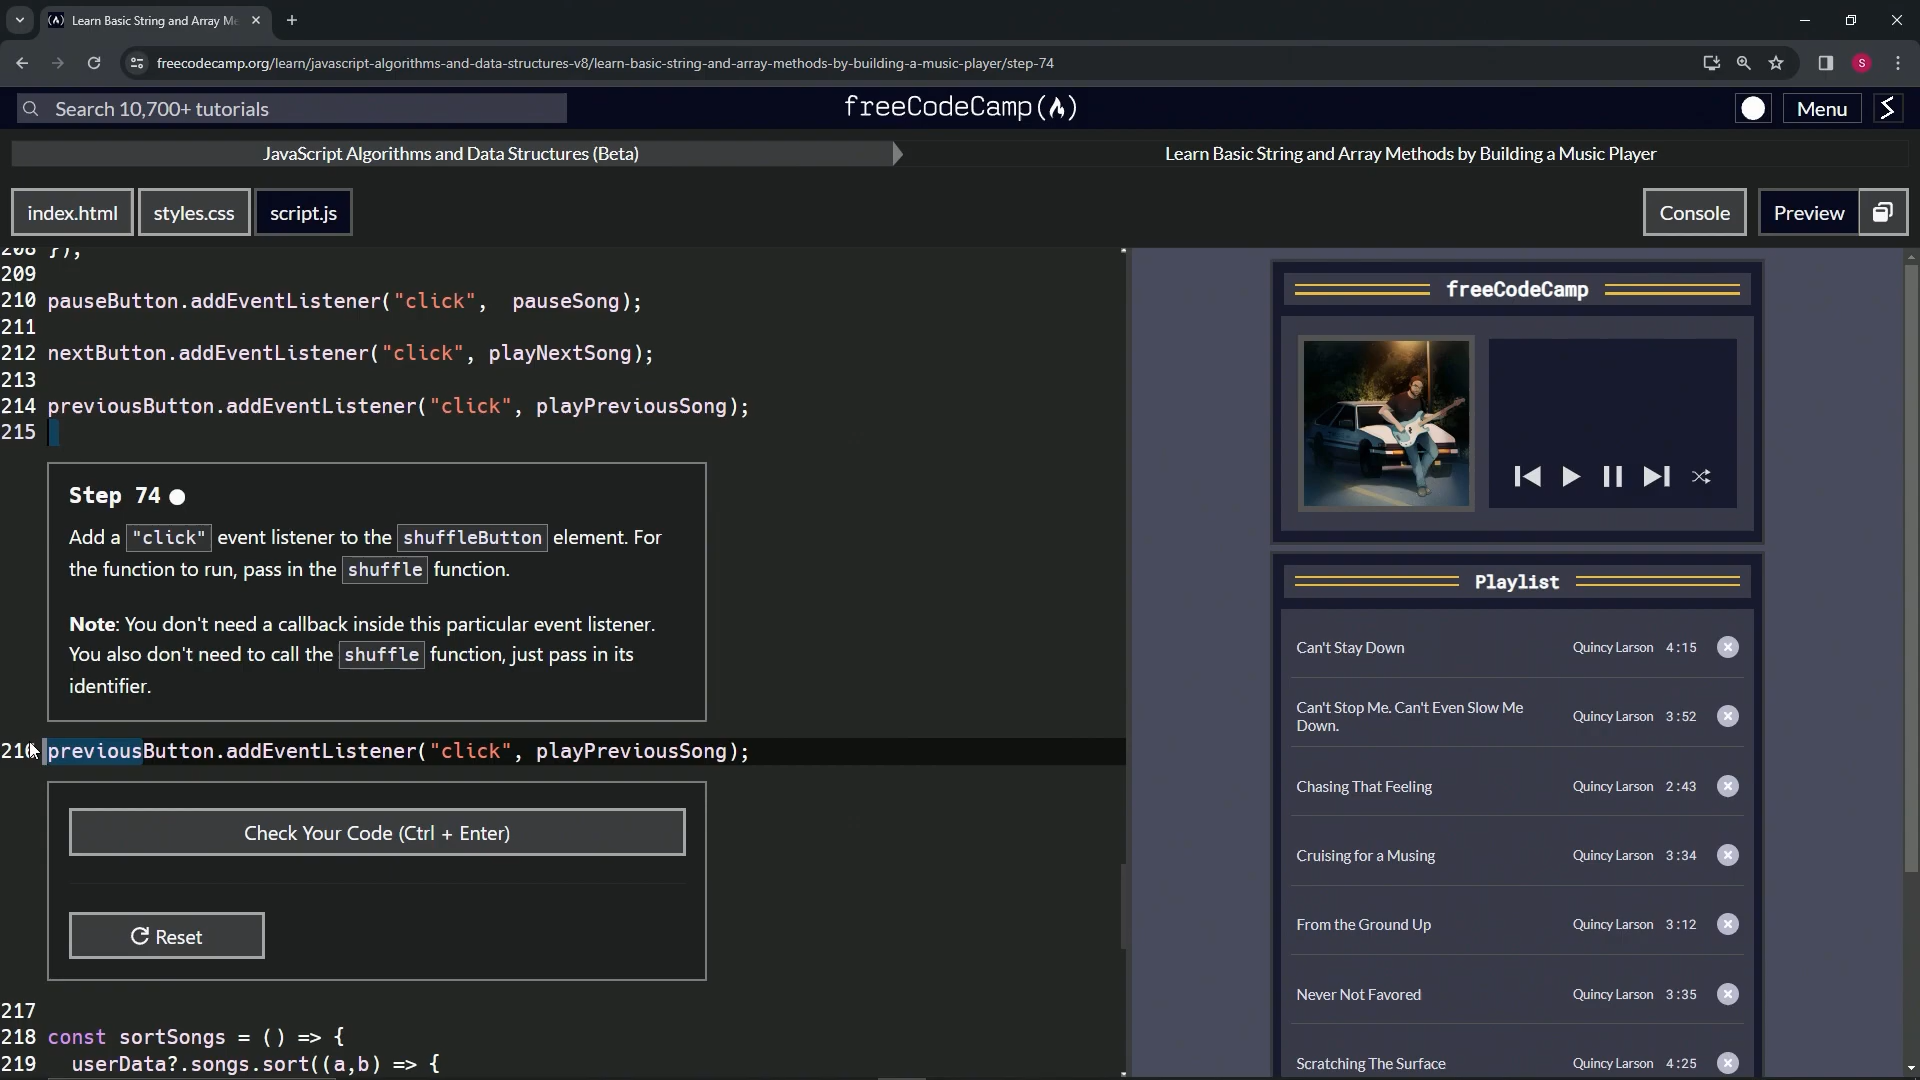 Learn Basic String and Array Me
freecodecamp.org/learn/javascript-algorithms-and-data-structures-v8/learn-basic-string-and-array-methods-by-building-a-music-player/step-74
S
Search 10,700+ tutorials
freeCodeCamp
Menu
JavaScript Algorithms and Data Structures (Beta)
Learn Basic String and Array Methods by Building a Music Player
index.html
styles.css
script.js
Console
Preview
208 });
209
210 pauseButton.addEventListener("click",  pauseSong);
211
212 nextButton.addEventListener("click", playNextSong);
213
214 previousButton.addEventListener("click", playPreviousSong);
215
Step 74
Add a "click" event listener to the shuffleButton element. For
the function to run, pass in the shuffle function.
Note: You don't need a callback inside this particular event listener.
You also don't need to call the shuffle function, just pass in its
identifier.
216 previousButton.addEventListener("click", playPreviousSong);
Check Your Code (Ctrl + Enter)
Reset
217
218 const sortSongs = () => {
219   userData?.songs.sort((a,b) => {
freeCodeCamp
Playlist
Can't Stay Down Quincy Larson 4:15
Can't Stop Me. Can't Even Slow Me
Down.
Quincy Larson 3:52
Chasing That Feeling Quincy Larson 2:43
Cruising for a Musing Quincy Larson 3:34
From the Ground Up Quincy Larson 3:12
Never Not Favored Quincy Larson 3:35
Scratching The Surface Quincy Larson 4:25